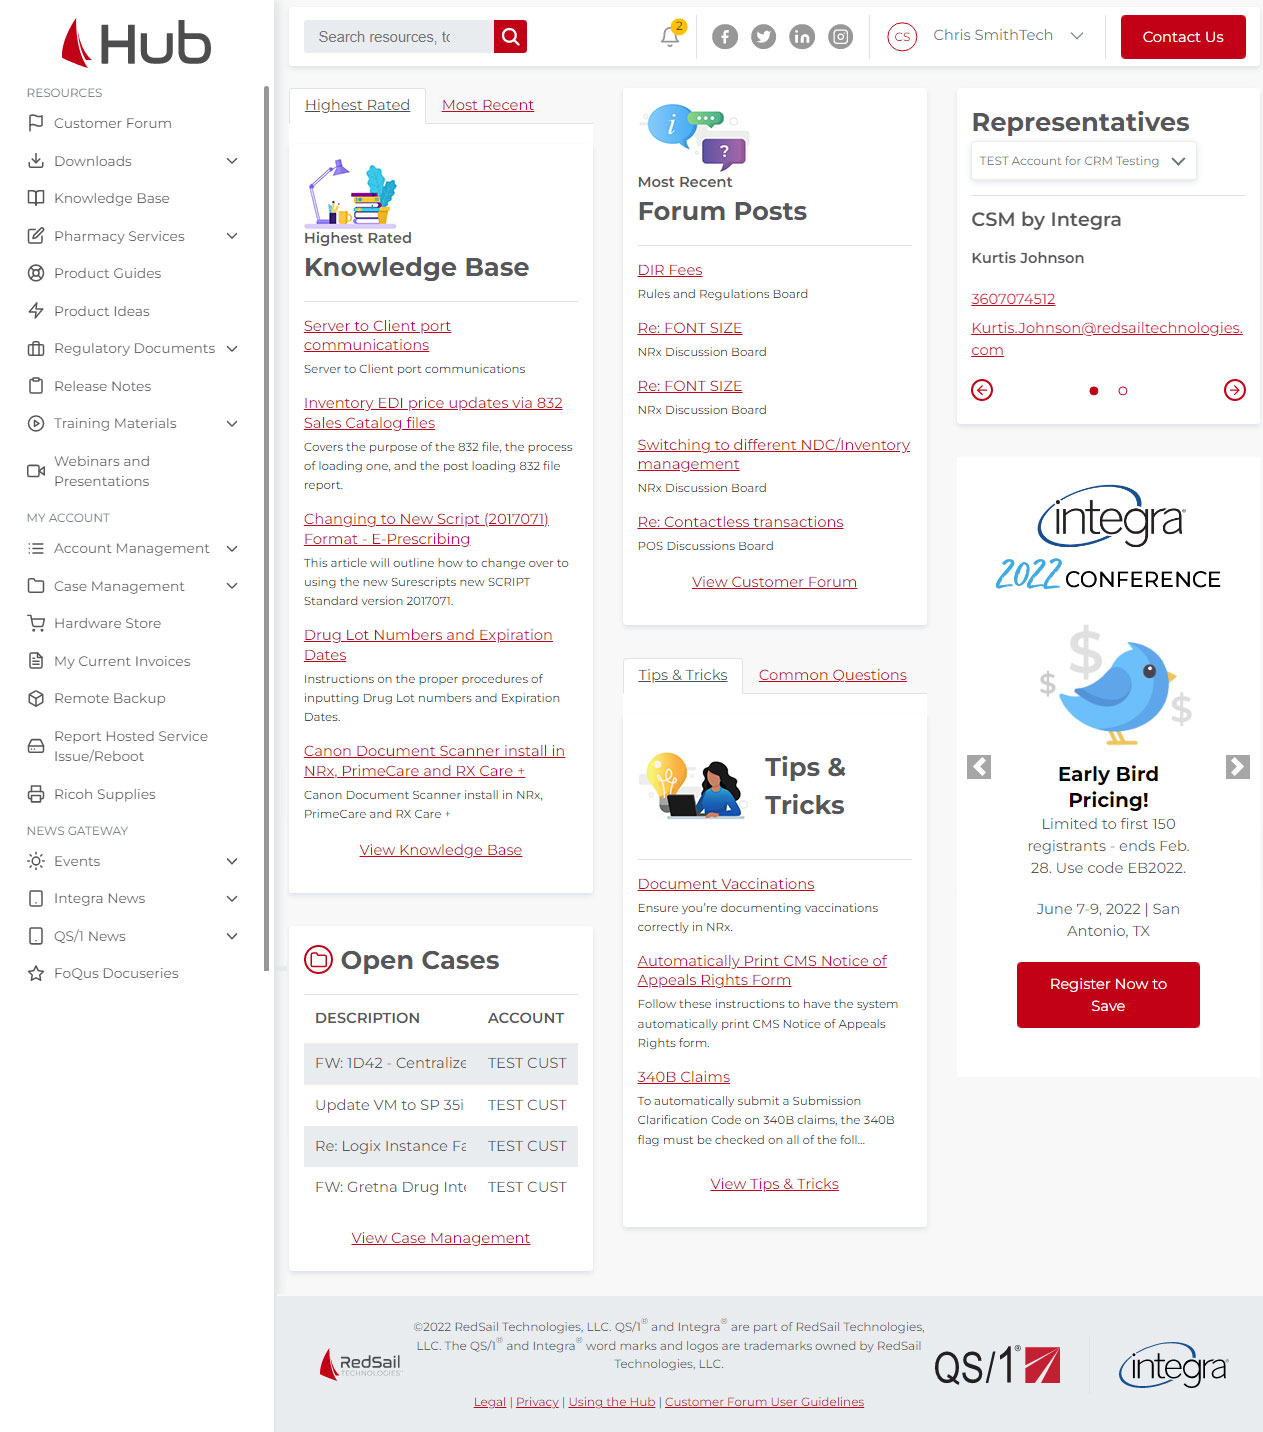 Hub
RESOURCES
Customer Forum
Downloads
Knowledge Base
Pharmacy Services
Product Guides
Product Ideas
Regulatory Documents
Release Notes
Training Materials
Webinars and
Presentations
MY ACCOUNT
Account Management
Case Management
Hardware Store
My Current Invoices
Remote Backup
Report Hosted Service
Issue/Reboot
Ricoh Supplies
NEWS GATEWAY
Events
Integra News
QS/1 News
FoQus Docuseries
Search resources, to
2
CS
Chris SmithTech
Contact Us
Highest Rated
Most Recent
Highest Rated
Knowledge Base
Server to Client port
communications
Server to Client port communications
Inventory EDI price updates via 832
Sales Catalog files
Covers the purpose of the 832 file, the process
of loading one, and the post loading 832 file
report.
Changing to New Script (2017071)
Format - E-Prescribing
This article will outline how to change over to
using the new Surescripts new SCRIPT
Standard version 2017071.
Drug Lot Numbers and Expiration
Dates
Instructions on the proper procedures of
inputting Drug Lot numbers and Expiration
Dates.
Canon Document Scanner install in
NRx, PrimeCare and RX Care +
Canon Document Scanner install in NRx,
PrimeCare and RX Care +
View Knowledge Base
Open Cases
DESCRIPTION ACCOUNT
FW: 1D42 - Centralize TEST CUST
Update VM to SP 35i TEST CUST
Re: Logix Instance Fa TEST CUST
FW: Gretna Drug Inte TEST CUST
View Case Management
i
?
Most Recent
Forum Posts
DIR Fees
Rules and Regulations Board
Re: FONT SIZE
NRx Discussion Board
Re: FONT SIZE
NRx Discussion Board
Switching to different NDC/Inventory
management
NRx Discussion Board
Re: Contactless transactions
POS Discussions Board
View Customer Forum
Tips & Tricks
Common Questions
Tips &
Tricks
Document Vaccinations
Ensure you're documenting vaccinations
correctly in NRx.
Automatically Print CMS Notice of
Appeals Rights Form
Follow these instructions to have the system
automatically print CMS Notice of Appeals
Rights form.
340B Claims
To automatically submit a Submission
Clarification Code on 340B claims, the 340B
flag must be checked on all of the foll...
View Tips & Tricks
Representatives
TEST Account for CRM Testing
CSM by Integra
Kurtis Johnson
3607074512
Kurtis.Johnson@redsailtechnologies.
com
integra®
2022 CONFERENCE
$
$
$
Early Bird
Pricing!
Limited to first 150
registrants - ends Feb.
28. Use code EB2022.
June 7-9, 2022 | San
Antonio, TX
Register Now to
Save
RedSail
TECHNOLOGIES
©2022 RedSail Technologies, LLC. QS/1® and Integra® are part of RedSail Technologies,
LLC. The QS/1® and Integra® word marks and logos are trademarks owned by RedSail
Technologies, LLC.
Legal | Privacy | Using the Hub | Customer Forum User Guidelines
QS/1®
integra